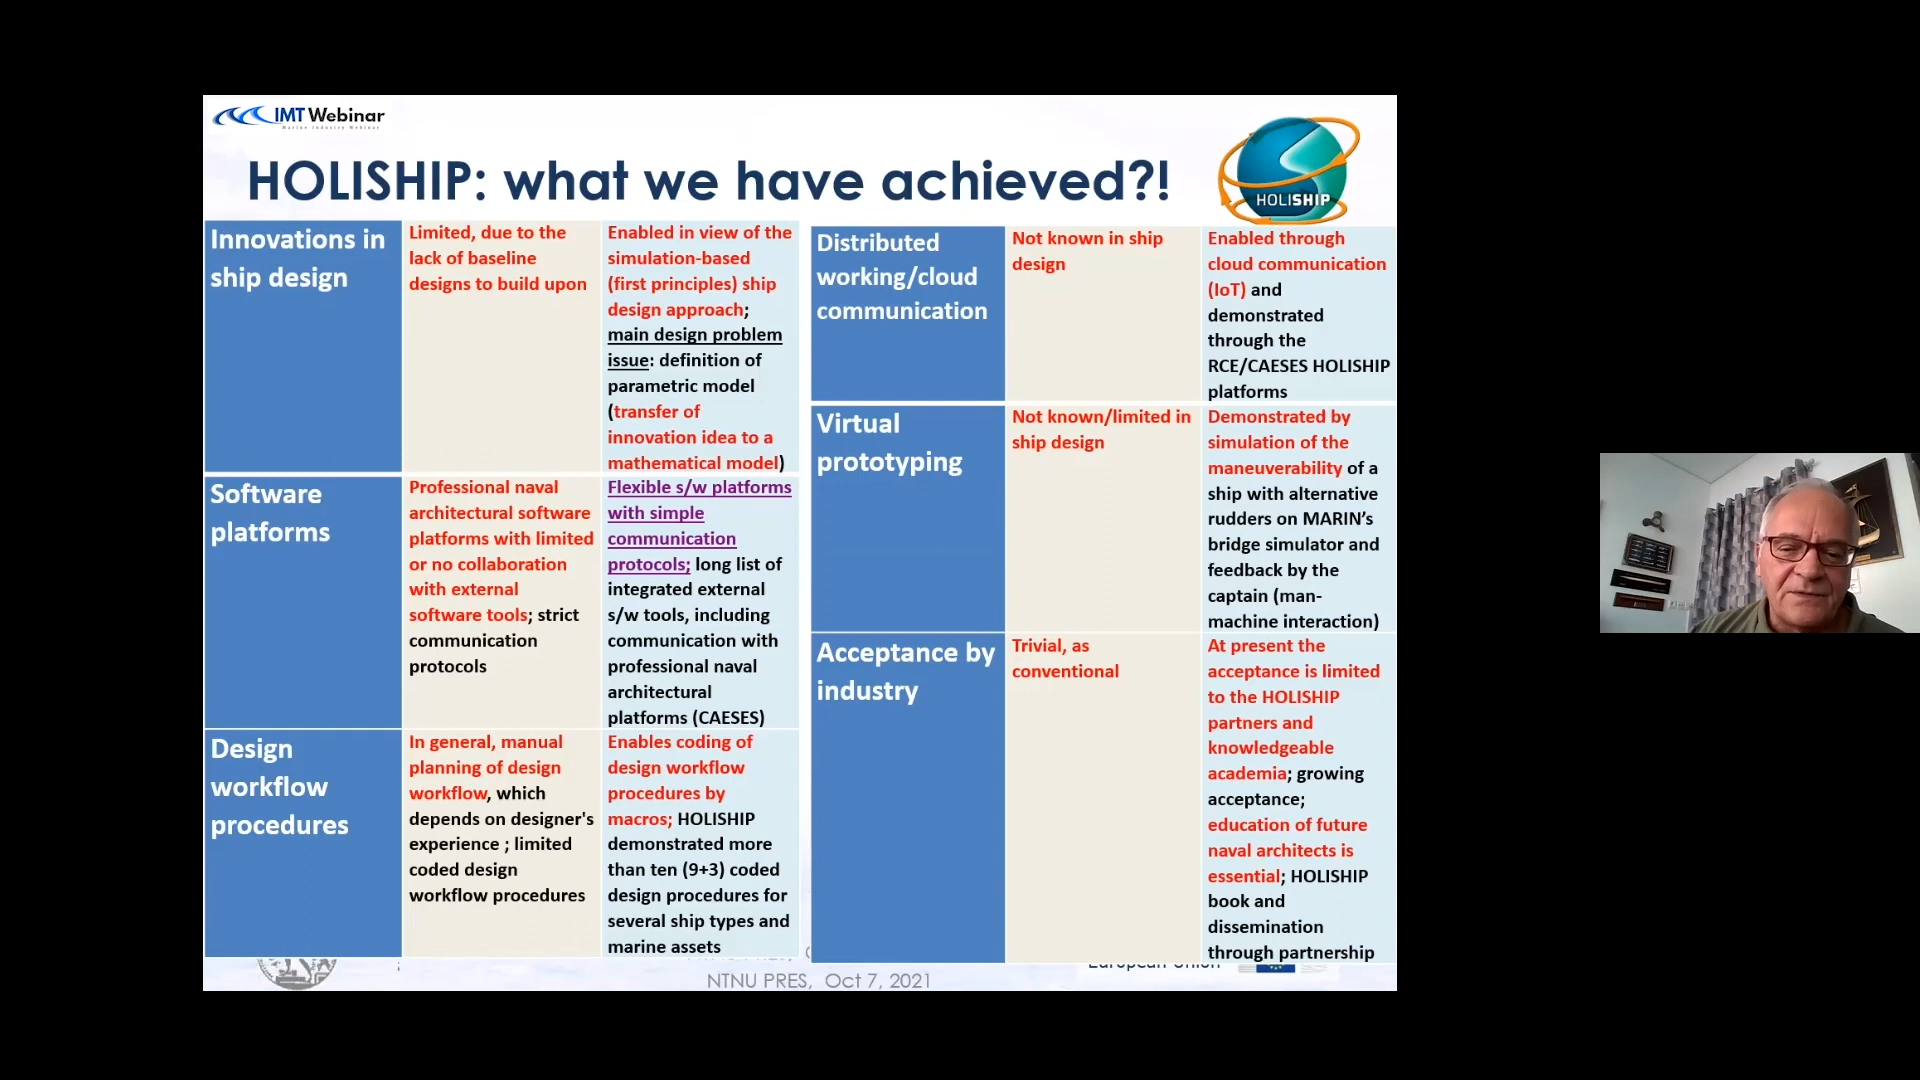 IMT Webinar
Marine Industry Webinar
HOLISHIP: what we have achieved?!
HOLISHIP
Innovations in
ship design
Limited, due to the
lack of baseline
designs to build upon
Enabled in view of the
simulation-based
(first principles) ship
design approach;
main design problem
issue: definition of
parametric model
(transfer of
innovation idea to a
mathematical model)
Software
platforms
Professional naval
architectural software
platforms with limited
or no collaboration
with external
software tools; strict
communication
protocols
Flexible s/w platforms
with simple
communication
protocols; long list of
integrated external
s/w tools, including
communication with
professional naval
architectural
platforms (CAESES)
Design
workflow
procedures
In general, manual
planning of design
workflow, which
depends on designer's
experience ; limited
coded design
workflow procedures
Enables coding of
design workflow
procedures by
macros; HOLISHIP
demonstrated more
than ten (9+3) coded
design procedures for
several ship types and
marine assets
Distributed
working/cloud
communication
Not known in ship
design
Enabled through
cloud communication
(IoT) and
demonstrated
through the
RCE/CAESES HOLISHIP
platforms
Virtual
prototyping
Not known/limited in
ship design
Demonstrated by
simulation of the
maneuverability of a
ship with alternative
rudders on MARIN’s
bridge simulator and
feedback by the
captain (man-
machine interaction)
Acceptance by
industry
Trivial, as
conventional
At present the
acceptance is limited
to the HOLISHIP
partners and
knowledgeable
academia; growing
acceptance;
education of future
naval architects is
essential; HOLISHIP
book and
dissemination
through partnership
European Union
NTNU PRES, Oct 7, 2021